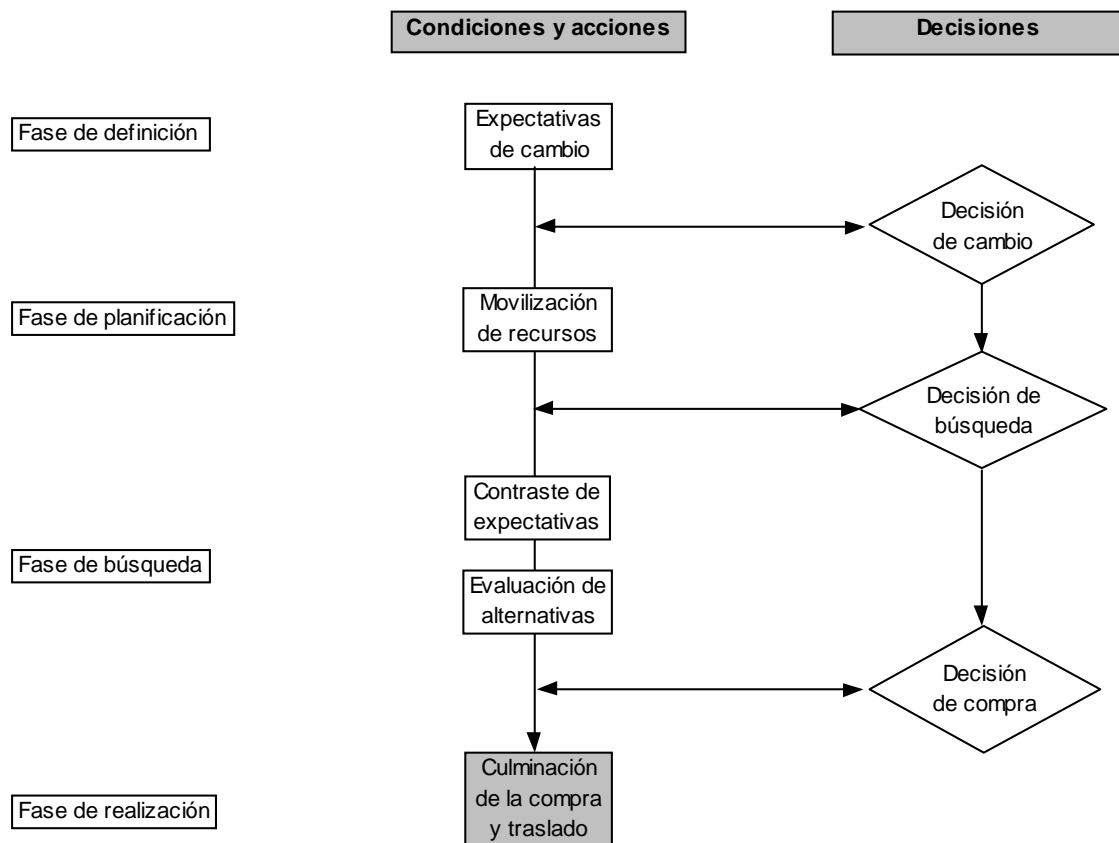 Condiciones y acciones
Decisiones
Fase de definición
Expectativas
de cambio
Decisión
de cambio
Fase de planificación
Movilización
de recursos
Decisión de
búsqueda
Contraste de
expectativas
Fase de búsqueda
Evaluación de
alternativas
Decisión
de compra
Culminación
de la compra
y traslado
Fase de realización